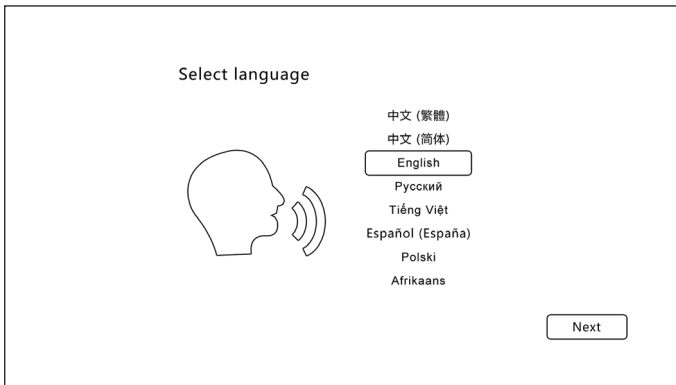 Select language
中文 (繁體)
中文 (简体)
English
Русский
Tiếng Việt
Español (España)
Polski
Afrikaans
Next